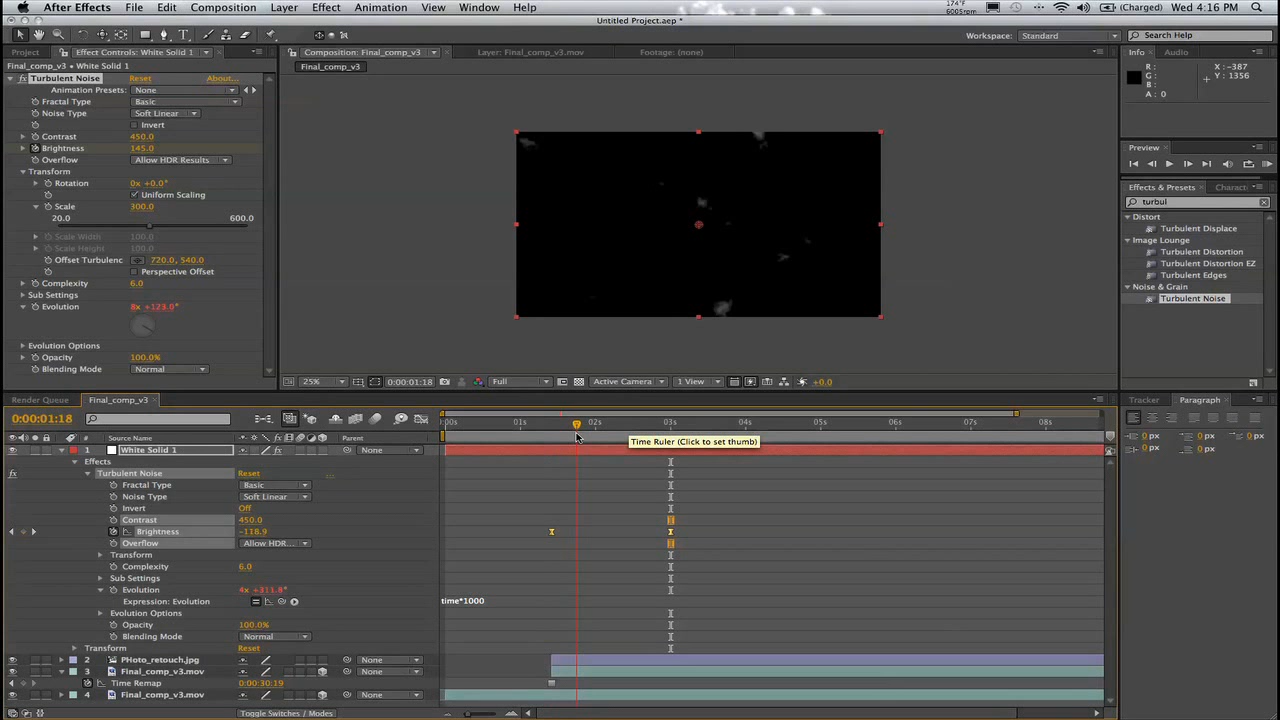 After Effects File Edit Composition Layer Effect Animation View Window Help 174°F 600Srpm (Charged) Wed 4:16 PM
Untitled Project.aep *
Workspace: Standard Search Help
Project Effect Controls: White Solid 1
Final_comp_v3 • White Solid 1
Turbulent Noise Reset About...
Animation Presets: None
Fractal Type Basic
Noise Type Soft Linear
Invert
Contrast 450.0
Brightness 145.0
Overflow Allow HDR Results
Transform
Rotation 0x +0.0°
Uniform Scaling
Scale 300.0
20.0 600.0
Scale Width 100.0
Scale Height 100.0
Offset Turbulenc 720.0, 540.0
Perspective Offset
Complexity 6.0
Sub Settings
Evolution 8x +123.0°
Evolution Options
Opacity 100.0%
Blending Mode Normal
Composition: Final_comp_v3 Layer: Final_comp_v3.mov Footage: (none)
Final_comp_v3
25% 0:00:01:18 Full Active Camera 1 View +0.0
Info Audio
R : X : -387
G : Y : 1356
B :
A : 0
Preview
Effects & Presets Charact
turbul
Distort
Turbulent Displace
Image Lounge
Turbulent Distortion
Turbulent Distortion EZ
Turbulent Edges
Noise & Grain
Turbulent Noise
Render Queue Final_comp_v3
0:00:01:18
# Source Name Parent
:00s 01s 02s 03s 04s 05s 06s 07s 08s
Time Ruler (Click to set thumb)
1 White Solid 1 None
Effects
Turbulent Noise Reset
Fractal Type Basic
Noise Type Soft Linear
Invert Off
Contrast 450.0
Brightness -118.9
Overflow Allow HDR...
Transform
Complexity 6.0
Sub Settings
Evolution 4x +311.8°
Expression: Evolution time*1000
Evolution Options
Opacity 100.0%
Blending Mode Normal
Transform Reset
2 PHoto_retouch.jpg None
3 Final_comp_v3.mov None
Time Remap 0:00:30:19
4 Final_comp_v3.mov None
Toggle Switches / Modes
Tracker Paragraph
0 px 0 px
0 px 0 px
0 px